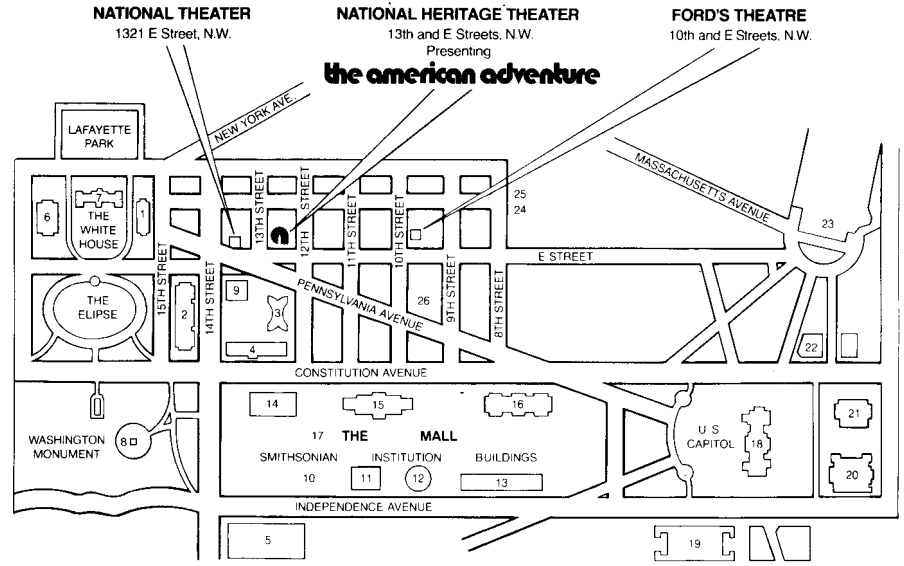 NATIONAL THEATER
1321 E Street, N.W.
NATIONAL HERITAGE THEATER
13th and E Streets, N.W.
Presenting
the american adventure
FORD'S THEATRE
10th and E Streets, N.W.
LAFAYETTE
PARK
NEW YORK AVE.
MASSACHUSETTS AVENUE
6
7
THE
WHITE
HOUSE
1
13TH STREET
12TH STREET
11TH STREET
10TH STREET
25
24
23
E STREET
15TH STREET
14TH STREET
PENNSYLVANIA AVENUE
9TH STREET
8TH STREET
THE
ELIPSE
2
9
3
26
4
22
CONSTITUTION AVENUE
14
15
16
17 THE MALL
SMITHSONIAN INSTITUTION BUILDINGS
10
11
12
13
WASHINGTON
MONUMENT
8
U S
CAPITOL
18
21
20
INDEPENDENCE AVENUE
5
19